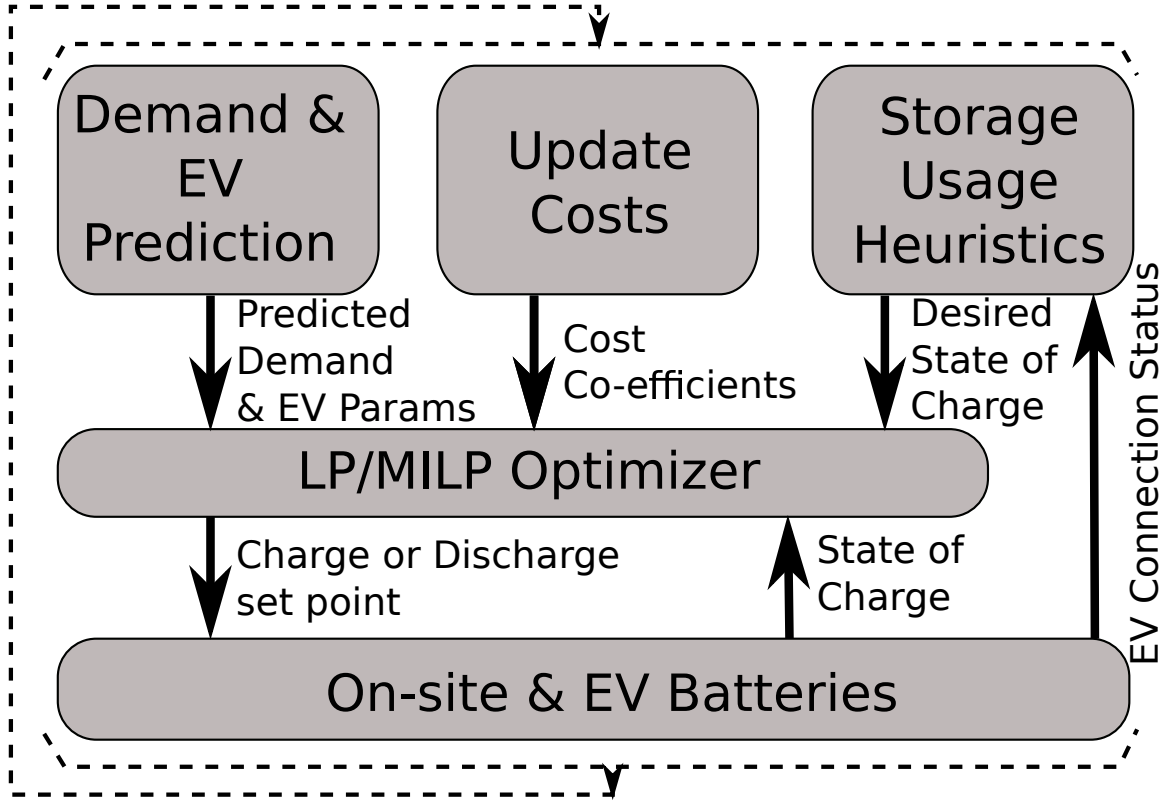 Demand &
EV
Prediction
Update
Costs
Storage
Usage
Heuristics
Predicted
Demand
& EV Params
Cost
Co-efficients
Desired
State of
Charge
EV Connection Status
LP/MILP Optimizer
Charge or Discharge
set point
State of
Charge
On-site & EV Batteries